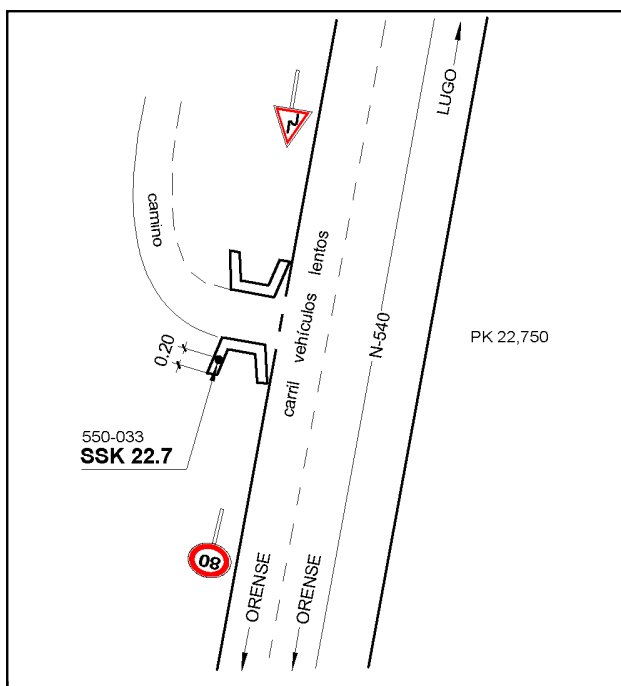 LUGO
camino
carril vehículos lentos
N-540
PK 22,750
0.20
550-033
SSK 22.7
80
ORENSE
ORENSE